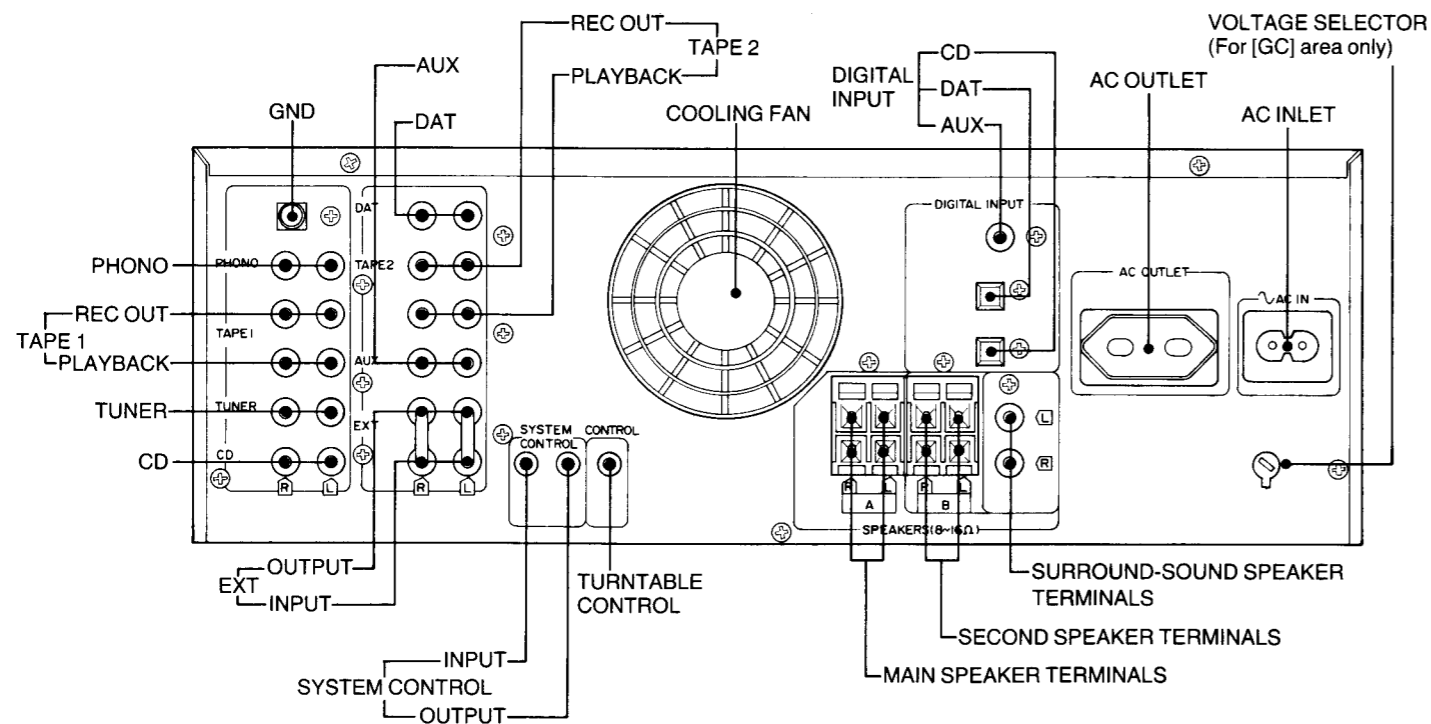 REC OUT
TAPE 2
PLAYBACK
AUX
DAT
GND
COOLING FAN
DIGITAL
INPUT
CD
DAT
AUX
AC OUTLET
VOLTAGE SELECTOR
(For [GC] area only)
AC INLET
PHONO
REC OUT
TAPE 1
PLAYBACK
TUNER
CD
PHONO
TAPE1
TUNER
CD
R
L
DAT
TAPE2
AUX
EXT
R
L
SYSTEM
CONTROL
CONTROL
DIGITAL INPUT
AC OUTLET
AC IN
L
R
R
L
R
L
A
B
SPEAKERS(8~16Ω)
OUTPUT
EXT
INPUT
TURNTABLE
CONTROL
INPUT
SYSTEM CONTROL
OUTPUT
SURROUND-SOUND SPEAKER
TERMINALS
SECOND SPEAKER TERMINALS
MAIN SPEAKER TERMINALS